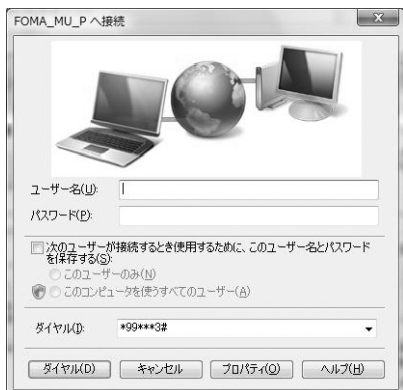 FOMA_MU_P へ接続
ユーザー名(U):
パスワード(P):
次のユーザーが接続するとき使用するために、このユーザー名とパスワード
を保存する(S):
このユーザーのみ(N)
このコンピュータを使うすべてのユーザー(A)
ダイヤル(I): *99***3#
ダイヤル(D) キャンセル プロパティ(O) ヘルプ(H)